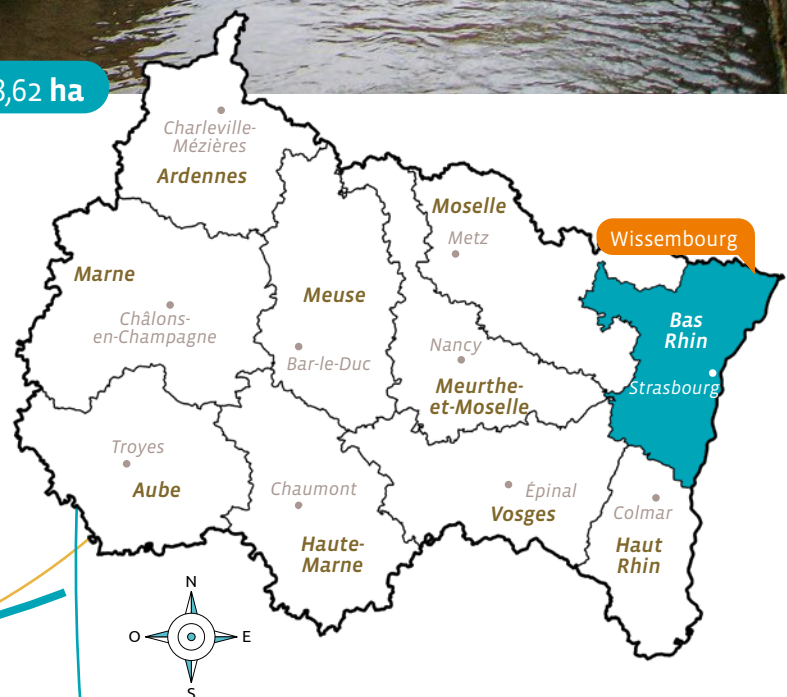 8,62 ha
Charleville-
Mézières
Ardennes
Moselle
Metz
Wissembourg
Marne
Châlons-
en-Champagne
Meuse
Bar-le-Duc
Nancy
Meurthe-
et-Moselle
Bas
Rhin
Strasbourg
Troyes
Aube
Chaumont
Haute-
Marne
Épinal
Vosges
Colmar
Haut
Rhin
N
O
E
S